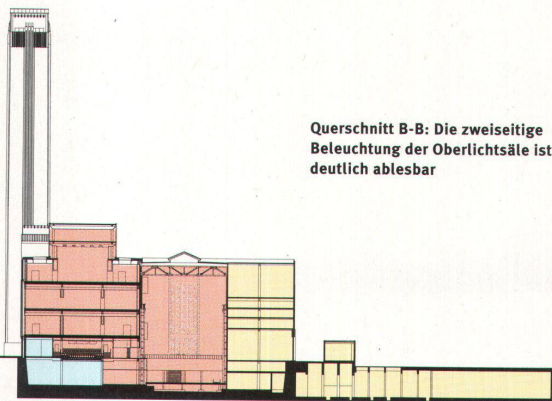 Querschnitt B-B: Die zweiseitige
Beleuchtung der Oberlichtsäle ist
deutlich ablesbar